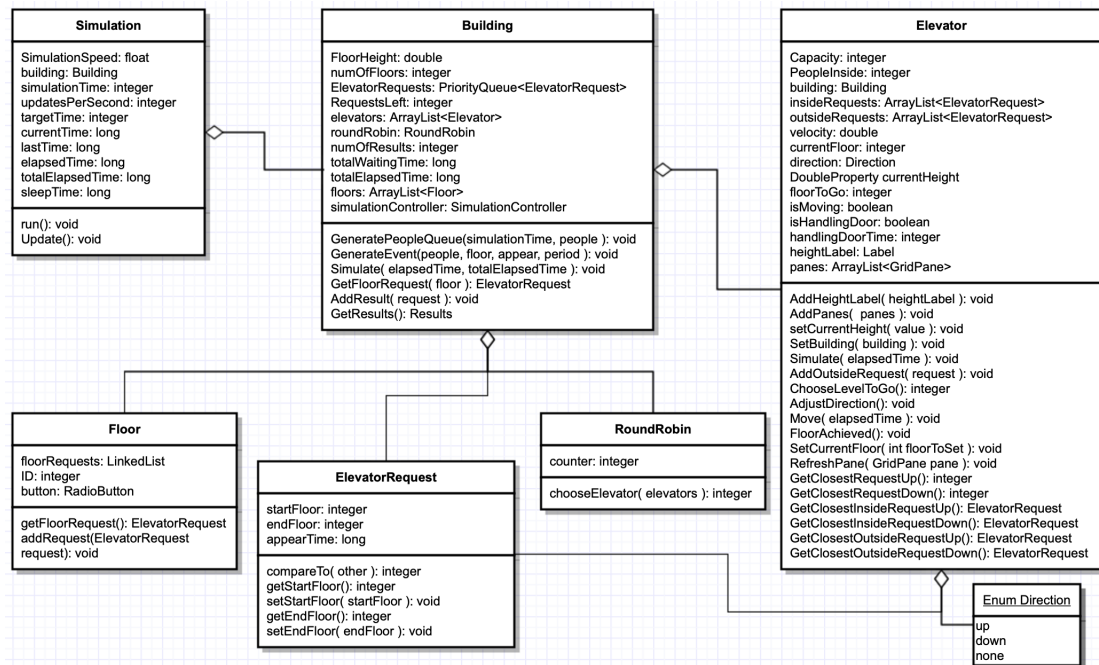 Simulation
SimulationSpeed: float
building: Building
simulationTime: integer
updatesPerSecond: integer
targetTime: integer
currentTime: long
lastTime: long
elapsedTime: long
totalElapsedTime: long
sleepTime: long
run(): void
Update(): void
Building
FloorHeight: double
numOfFloors: integer
ElevatorRequests: PriorityQueue<ElevatorRequest>
RequestsLeft: integer
elevators: ArrayList<Elevator>
roundRobin: RoundRobin
numOfResults: integer
totalWaitingTime: long
totalElapsedTime: long
floors: ArrayList<Floor>
simulationController: SimulationController
GeneratePeopleQueue(simulationTime, people ): void
GenerateEvent(people, floor, appear, period ): void
Simulate( elapsedTime, totalElapsedTime ): void
GetFloorRequest( floor ): ElevatorRequest
AddResult( request ): void
GetResults(): Results
Elevator
Capacity: integer
PeopleInside: integer
building: Building
insideRequests: ArrayList<ElevatorRequest>
outsideRequests: ArrayList<ElevatorRequest>
velocity: double
currentFloor: integer
direction: Direction
DoubleProperty currentHeight
floorToGo: integer
isMoving: boolean
isHandlingDoor: boolean
handlingDoorTime: integer
heightLabel: Label
panes: ArrayList<GridPane>
AddHeightLabel( heightLabel ): void
AddPanes(  panes ): void
setCurrentHeight( value ): void
SetBuilding( building ): void
Simulate( elapsedTime ): void
AddOutsideRequest( request ): void
ChooseLevelToGo(): integer
AdjustDirection(): void
Move( elapsedTime ): void
FloorAchieved(): void
SetCurrentFloor( int floorToSet ): void
RefreshPane( GridPane pane ): void
GetClosestRequestUp(): integer
GetClosestRequestDown(): integer
GetClosestInsideRequestUp(): ElevatorRequest
GetClosestInsideRequestDown(): ElevatorRequest
GetClosestOutsideRequestUp(): ElevatorRequest
GetClosestOutsideRequestDown(): ElevatorRequest
Floor
floorRequests: LinkedList
ID: integer
button: RadioButton
getFloorRequest(): ElevatorRequest
addRequest(ElevatorRequest
request): void
ElevatorRequest
startFloor: integer
endFloor: integer
appearTime: long
compareTo( other ): integer
getStartFloor(): integer
setStartFloor( startFloor ): void
getEndFloor(): integer
setEndFloor( endFloor ): void
RoundRobin
counter: integer
chooseElevator( elevators ): integer
Enum Direction
up
down
none